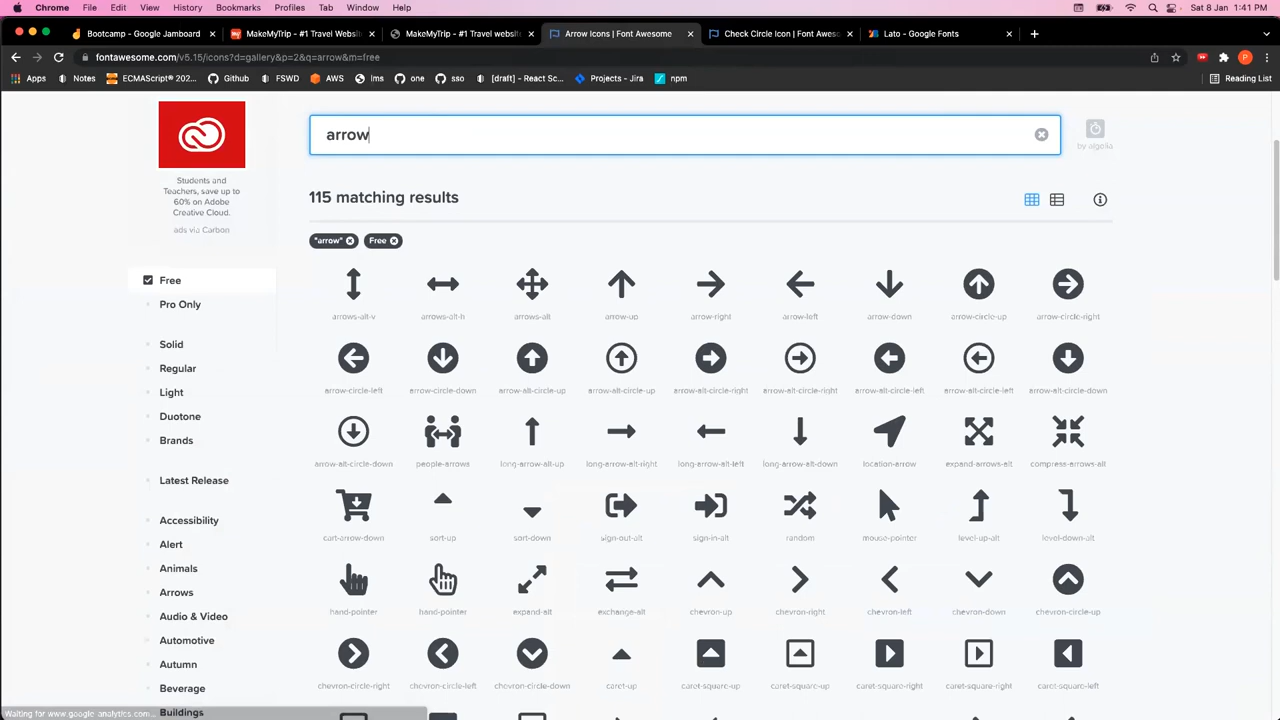 Chrome File Edit View History Bookmarks Profiles Tab Window Help Sat 8 Jan 1:41 PM
Bootcamp - Google Jamboard MakeMyTrip - #1 Travel Websit MakeMyTrip - #1 Travel websit Arrow Icons | Font Awesome Check Circle Icon | Font Aweso Lato - Google Fonts
fontawesome.com/v5.15/icons?d=gallery&p=2&q=arrow&m=free
Apps ECMAScript® 202... Github FSWD AWS lms one sso [draft] - React Sc... Projects - Jira npm Reading List
arrow
by algolia
Students and
Teachers, save up to
60% on Adobe
Creative Cloud.
ads via Carbon
115 matching results
"arrow" Free
Free
Pro Only
Solid
Regular
Light
Duotone
Brands
Latest Release
Accessibility
Alert
Animals
Arrows
Audio & Video
Automotive
Autumn
Beverage
Buildings
arrows-alt-v arrows-alt-h arrows-alt arrow-up arrow-right arrow-left arrow-down arrow-circle-up arrow-circle-right
arrow-circle-left arrow-circle-down arrow-alt-circle-up arrow-alt-circle-up arrow-alt-circle-right arrow-alt-circle-right arrow-alt-circle-left arrow-alt-circle-left arrow-alt-circle-down
arrow-alt-circle-down people-arrows long-arrow-alt-up long-arrow-alt-right long-arrow-alt-left long-arrow-alt-down location-arrow expand-arrows-alt compress-arrows-alt
cart-arrow-down sort-up sort-down sign-out-alt sign-in-alt random mouse-pointer level-up-alt level-down-alt
hand-pointer hand-pointer expand-alt exchange-alt chevron-up chevron-right chevron-left chevron-down chevron-circle-up
chevron-circle-right chevron-circle-left chevron-circle-down caret-up caret-square-up caret-square-up caret-square-right caret-square-right caret-square-left
Waiting for www.google-analytics.com...